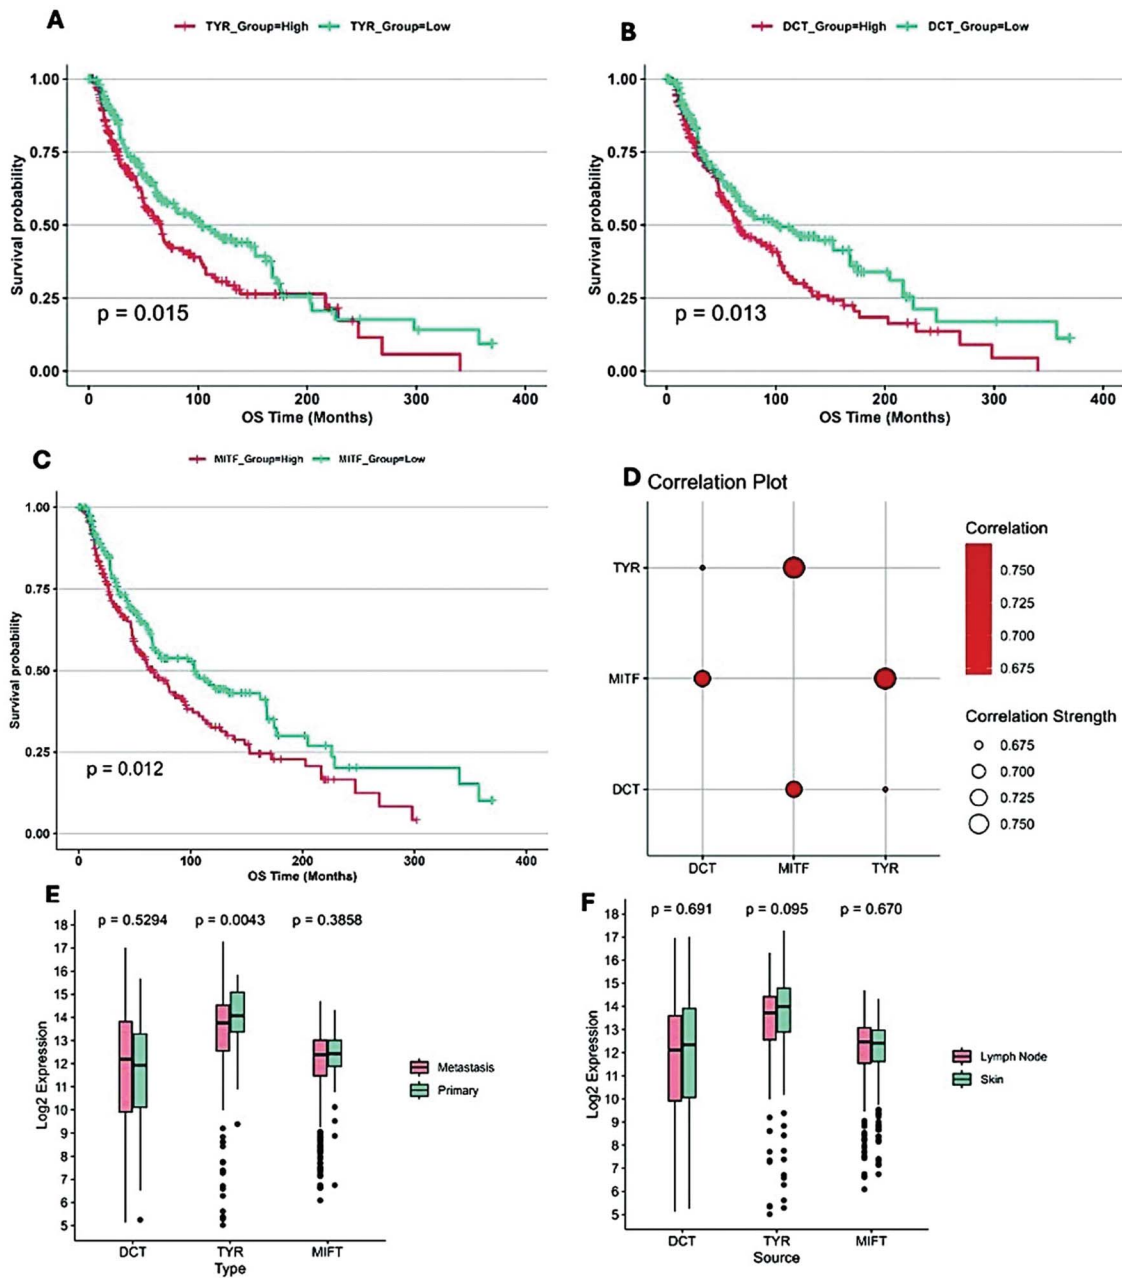 A
TYR_Group=High TYR_Group=Low
Survival probability
1.00
0.75
0.50
0.25
0.00
p = 0.015
0 100 200 300 400
OS Time (Months)
B
DCT_Group=High DCT_Group=Low
Survival probability
1.00
0.75
0.50
0.25
0.00
p = 0.013
0 100 200 300 400
OS Time (Months)
C
MITF_Group=High MITF_Group=Low
Survival probability
1.00
0.75
0.50
0.25
0.00
p = 0.012
0 100 200 300 400
OS Time (Months)
D Correlation Plot
TYR
MITF
DCT
DCT MITF TYR
Correlation
0.750
0.725
0.700
0.675
Correlation Strength
0.675
0.700
0.725
0.750
E
p = 0.5294 p = 0.0043 p = 0.3858
Log2 Expression
18
17
16
15
14
13
12
11
10
9
8
7
6
5
DCT TYR MIFT
Type
Metastasis
Primary
F
p = 0.691 p = 0.095 p = 0.670
Log2 Expression
18
17
16
15
14
13
12
11
10
9
8
7
6
5
DCT TYR MIFT
Source
Lymph Node
Skin